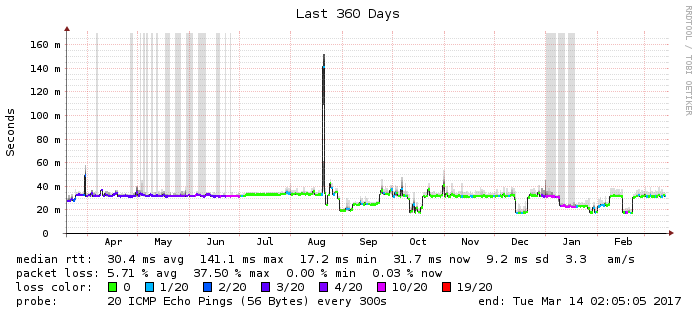 Last 360 Days
RRDTOOL / TOBI OETIKER
Seconds
160 m
140 m
120 m
100 m
80 m
60 m
40 m
20 m
0
Apr May Jun Jul Aug Sep Oct Nov Dec Jan Feb
median rtt: 30.4 ms avg 141.1 ms max 17.2 ms min 31.7 ms now 9.2 ms sd 3.3 am/s
packet loss: 5.71 % avg 37.50 % max 0.00 % min 0.03 % now
loss color: 0 1/20 2/20 3/20 4/20 10/20 19/20
probe: 20 ICMP Echo Pings (56 Bytes) every 300s end: Tue Mar 14 02:05:05 2017